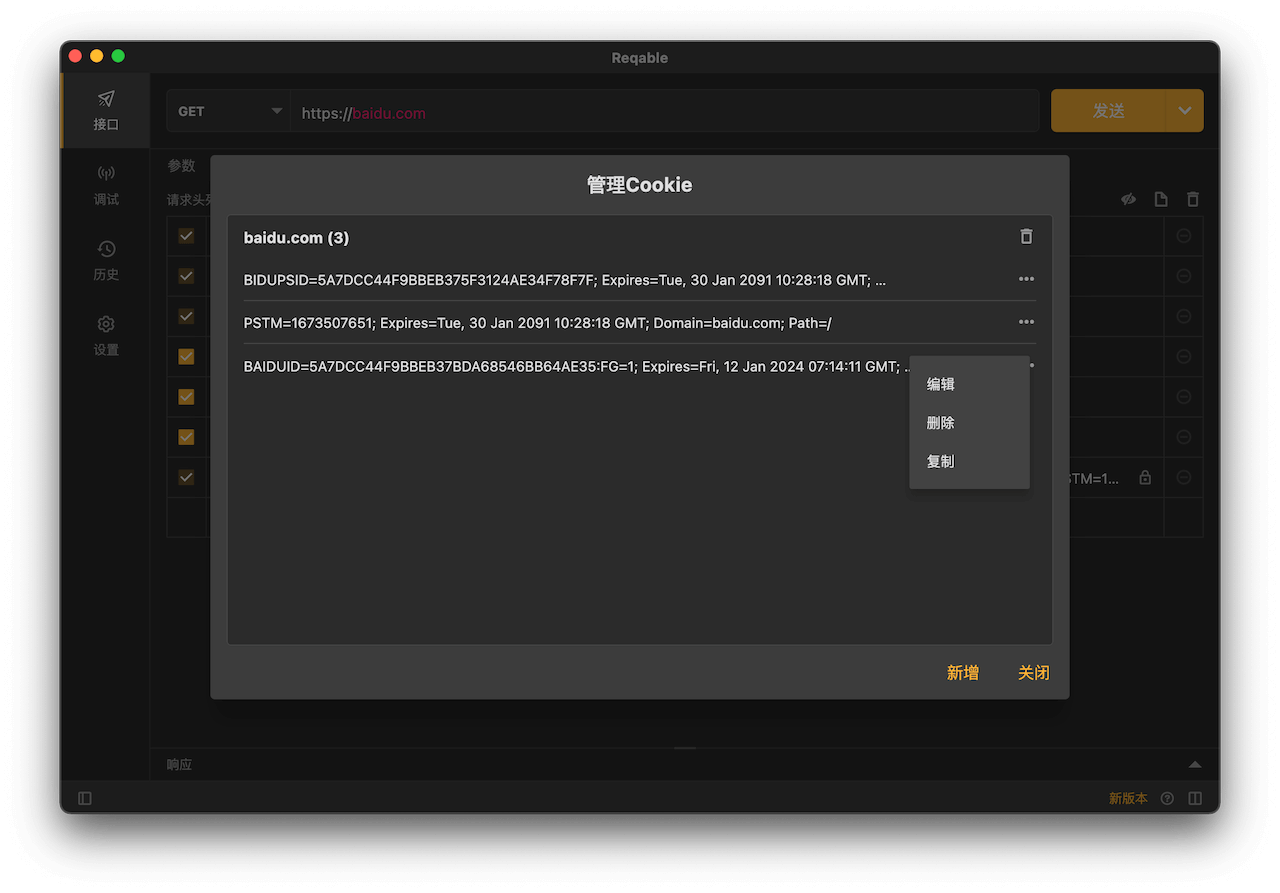 Reqable
接口
GET
https://baidu.com
发送
调试
历史
设置
参数
请求头列
管理Cookie
baidu.com (3)
BIDUPSID=5A7DCC44F9BBEB375F3124AE34F78F7F; Expires=Tue, 30 Jan 2091 10:28:18 GMT; ...
PSTM=1673507651; Expires=Tue, 30 Jan 2091 10:28:18 GMT; Domain=baidu.com; Path=/
BAIDUID=5A7DCC44F9BBEB37BDA68546BB64AE35:FG=1; Expires=Fri, 12 Jan 2024 07:14:11 GMT; ..
编辑
删除
复制
STM=1...
新增 关闭
响应
新版本